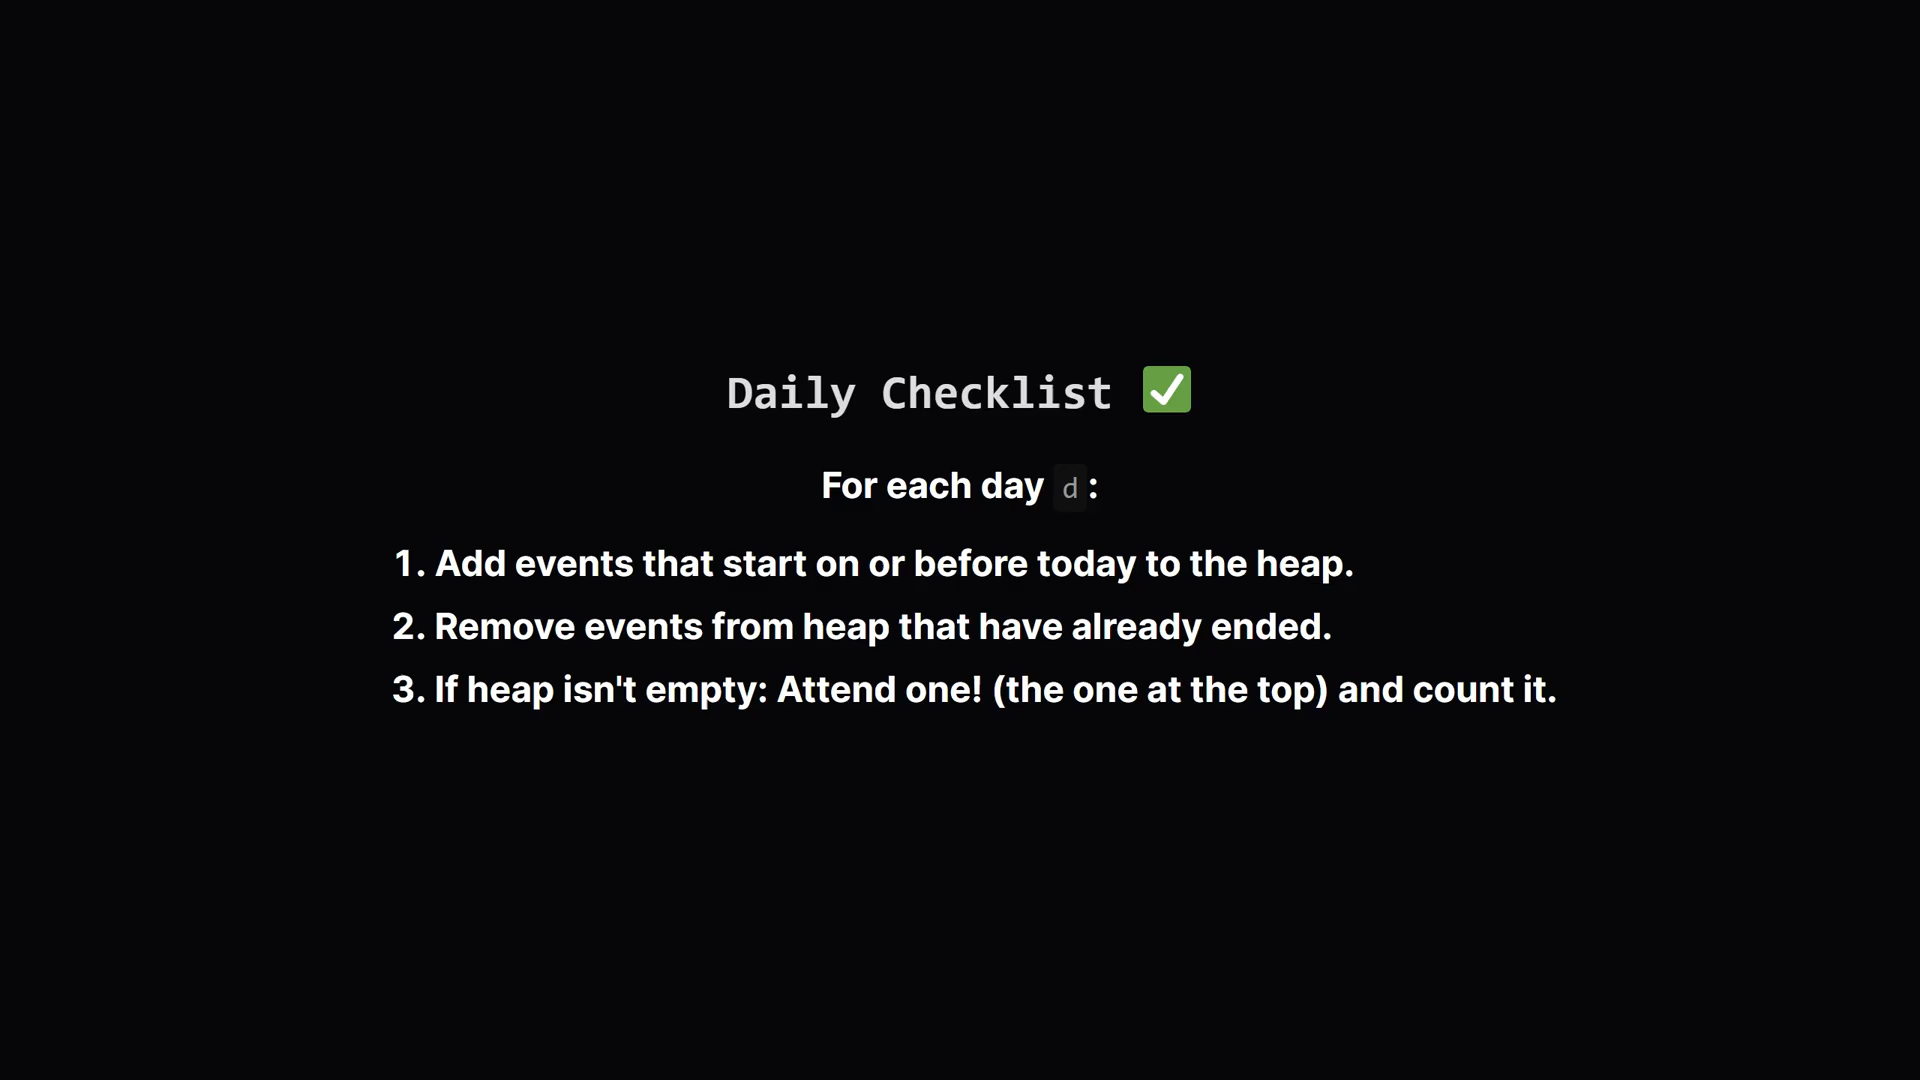 Daily Checklist ✅
For each day d:
1. Add events that start on or before today to the heap.
2. Remove events from heap that have already ended.
3. If heap isn't empty: Attend one! (the one at the top) and count it.